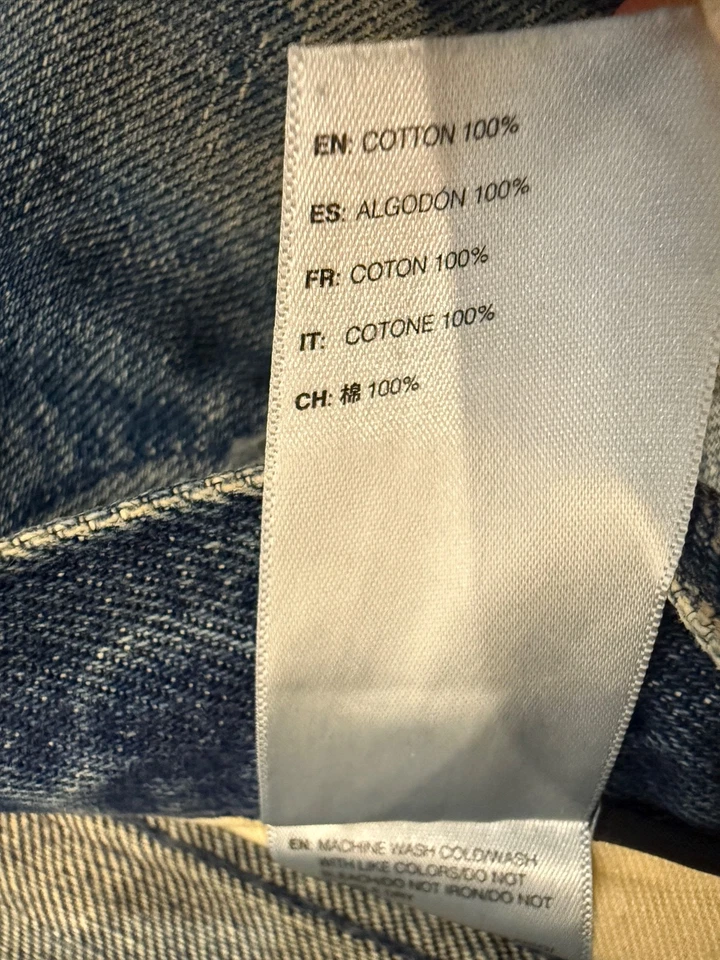 EN: COTTON 100%
ES: ALGODÓN 100%
FR: COTON 100%
IT: COTONE 100%
CH: 棉 100%
EN: MACHINE WASH COLD/WASH
WITH LIKE COLORS/DO NOT
BLEACH/DO NOT IRON/DO NOT